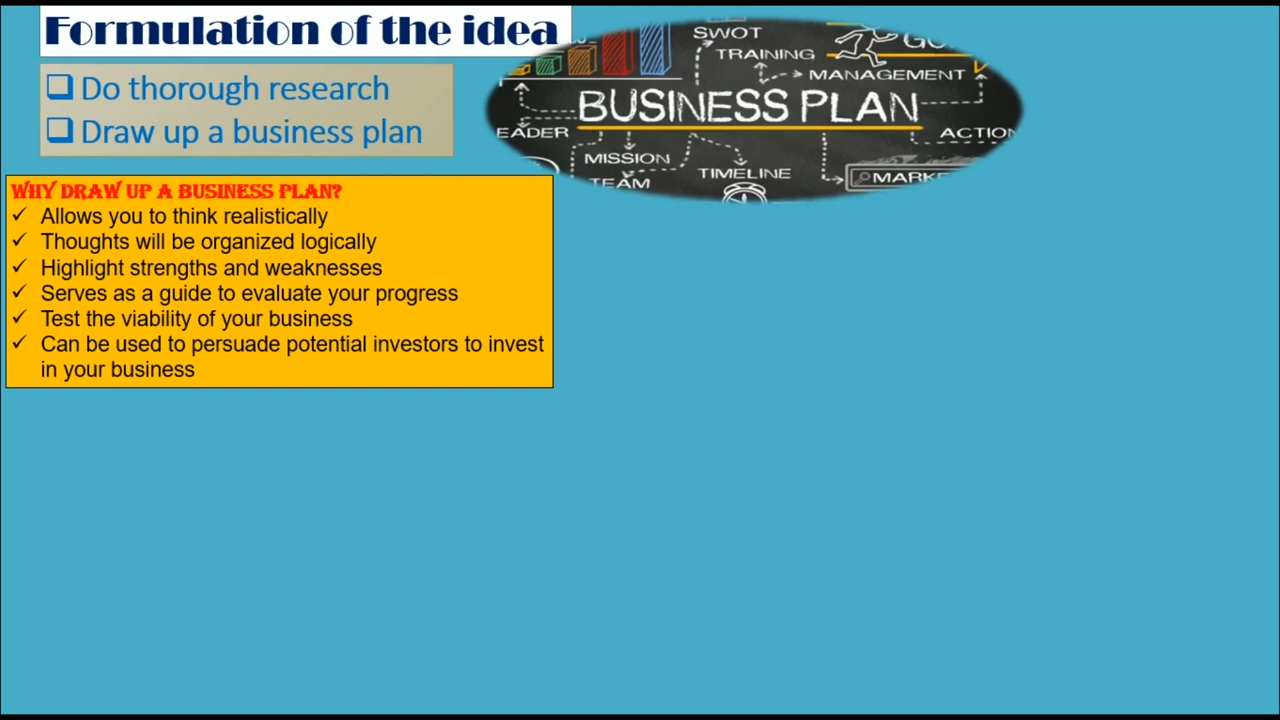 Formulation of the idea
❑ Do thorough research
❑ Draw up a business plan
SWOT
TRAINING
MANAGEMENT
BUSINESS PLAN
EADER
ACTION
MISSION
TIMELINE
TEAM
MARKE
WHY DRAW UP A BUSINESS PLAN?
✓ Allows you to think realistically
✓ Thoughts will be organized logically
✓ Highlight strengths and weaknesses
✓ Serves as a guide to evaluate your progress
✓ Test the viability of your business
✓ Can be used to persuade potential investors to invest
in your business